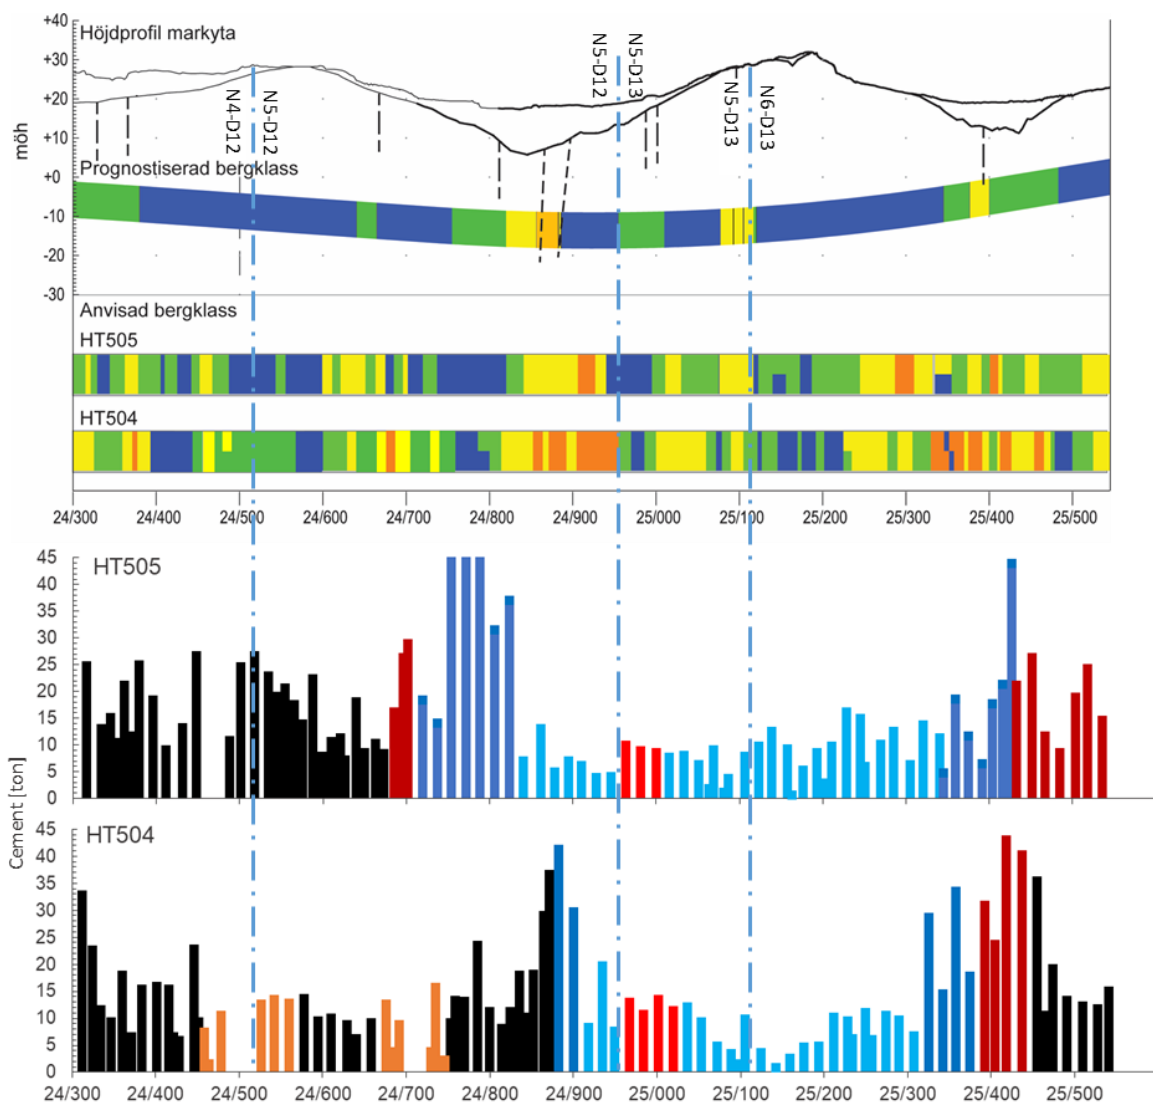 +40
Höjdprofil markyta
+30
+20
+10
möh
N4-D12
N5-D12
N5-D12
N5-D13
N5-D13
N6-D13
Prognostiserad bergklass
+0
-10
-20
-30
Anvisad bergklass
HT505
HT504
24/300 24/400 24/500 24/600 24/700 24/800 24/900 25/000 25/100 25/200 25/300 25/400 25/500
HT505
45
40
35
30
25
20
15
10
5
0
Cement [ton]
HT504
45
40
35
30
25
20
15
10
5
0
24/300 24/400 24/500 24/600 24/700 24/800 24/900 25/000 25/100 25/200 25/300 25/400 25/500